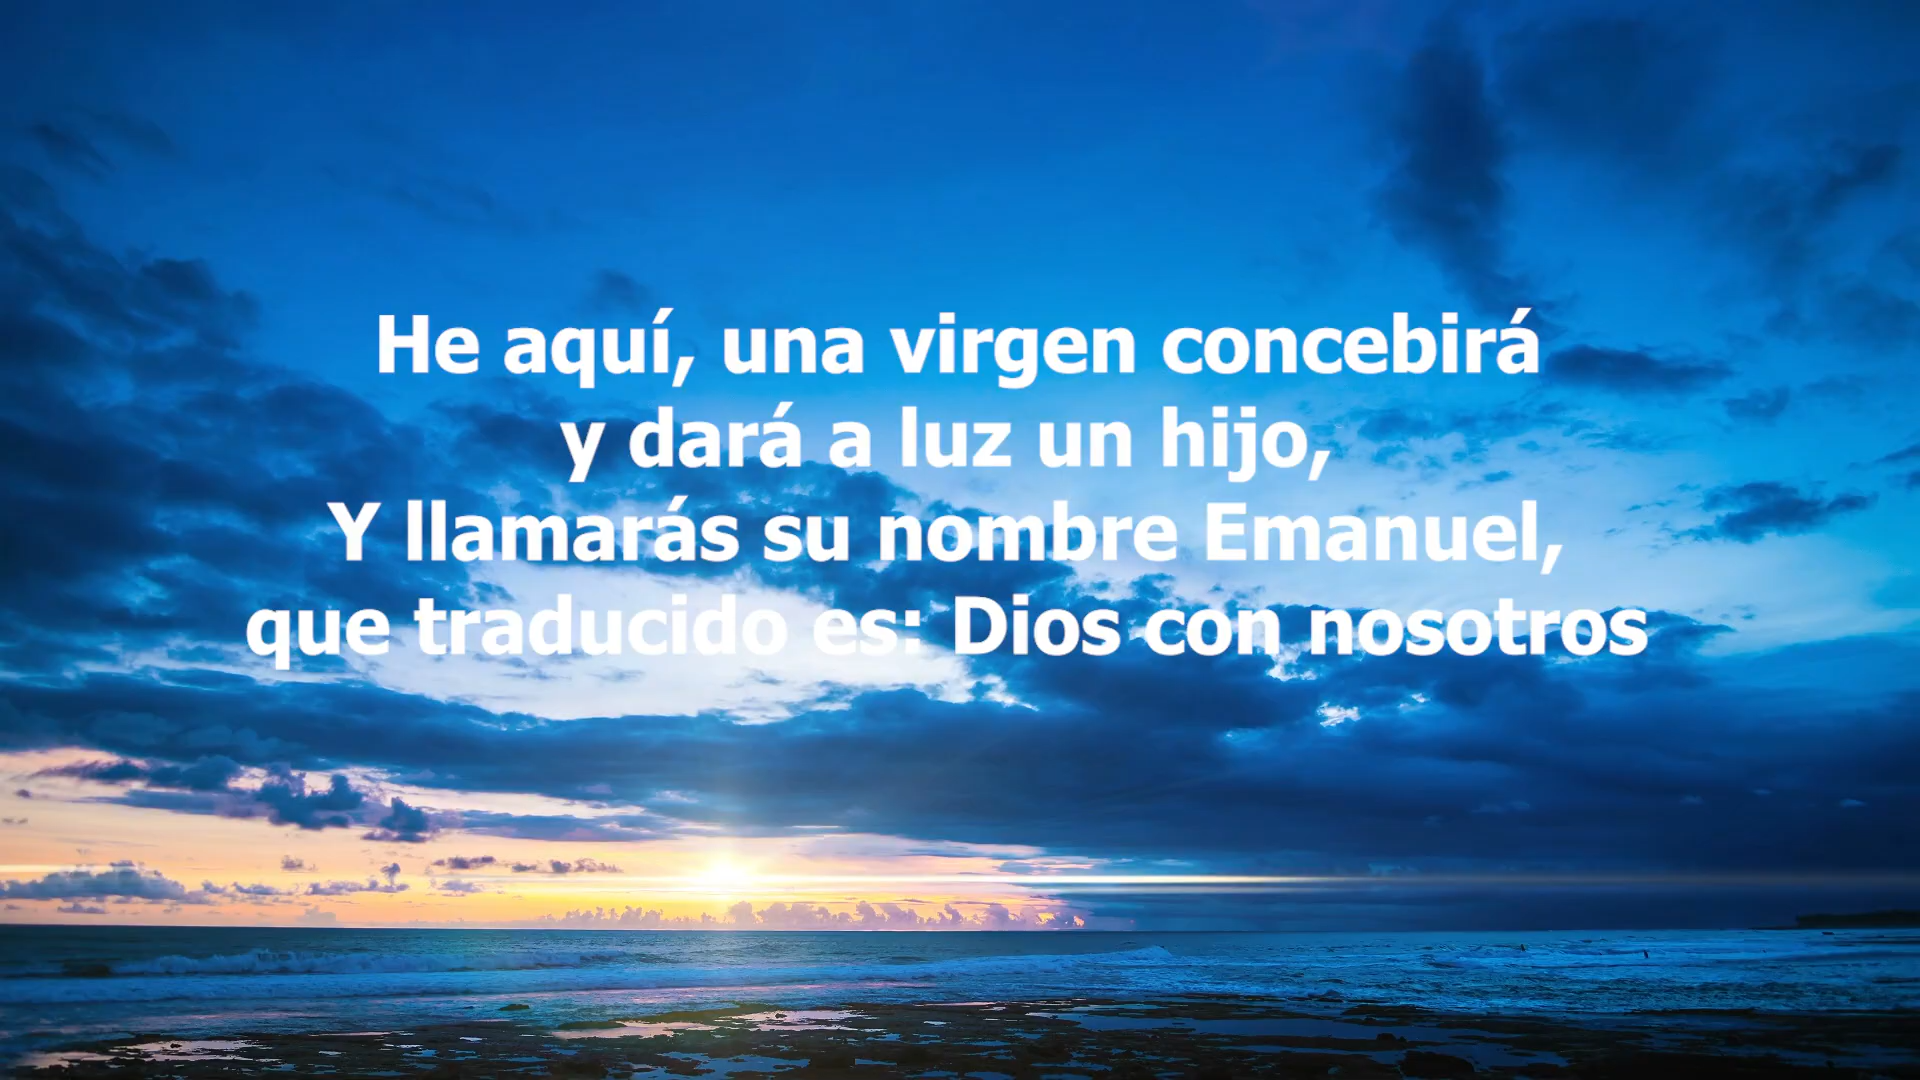 He aquí, una virgen concebirá
y dará a luz un hijo,
Y llamarás su nombre Emanuel,
que traducido es: Dios con nosotros